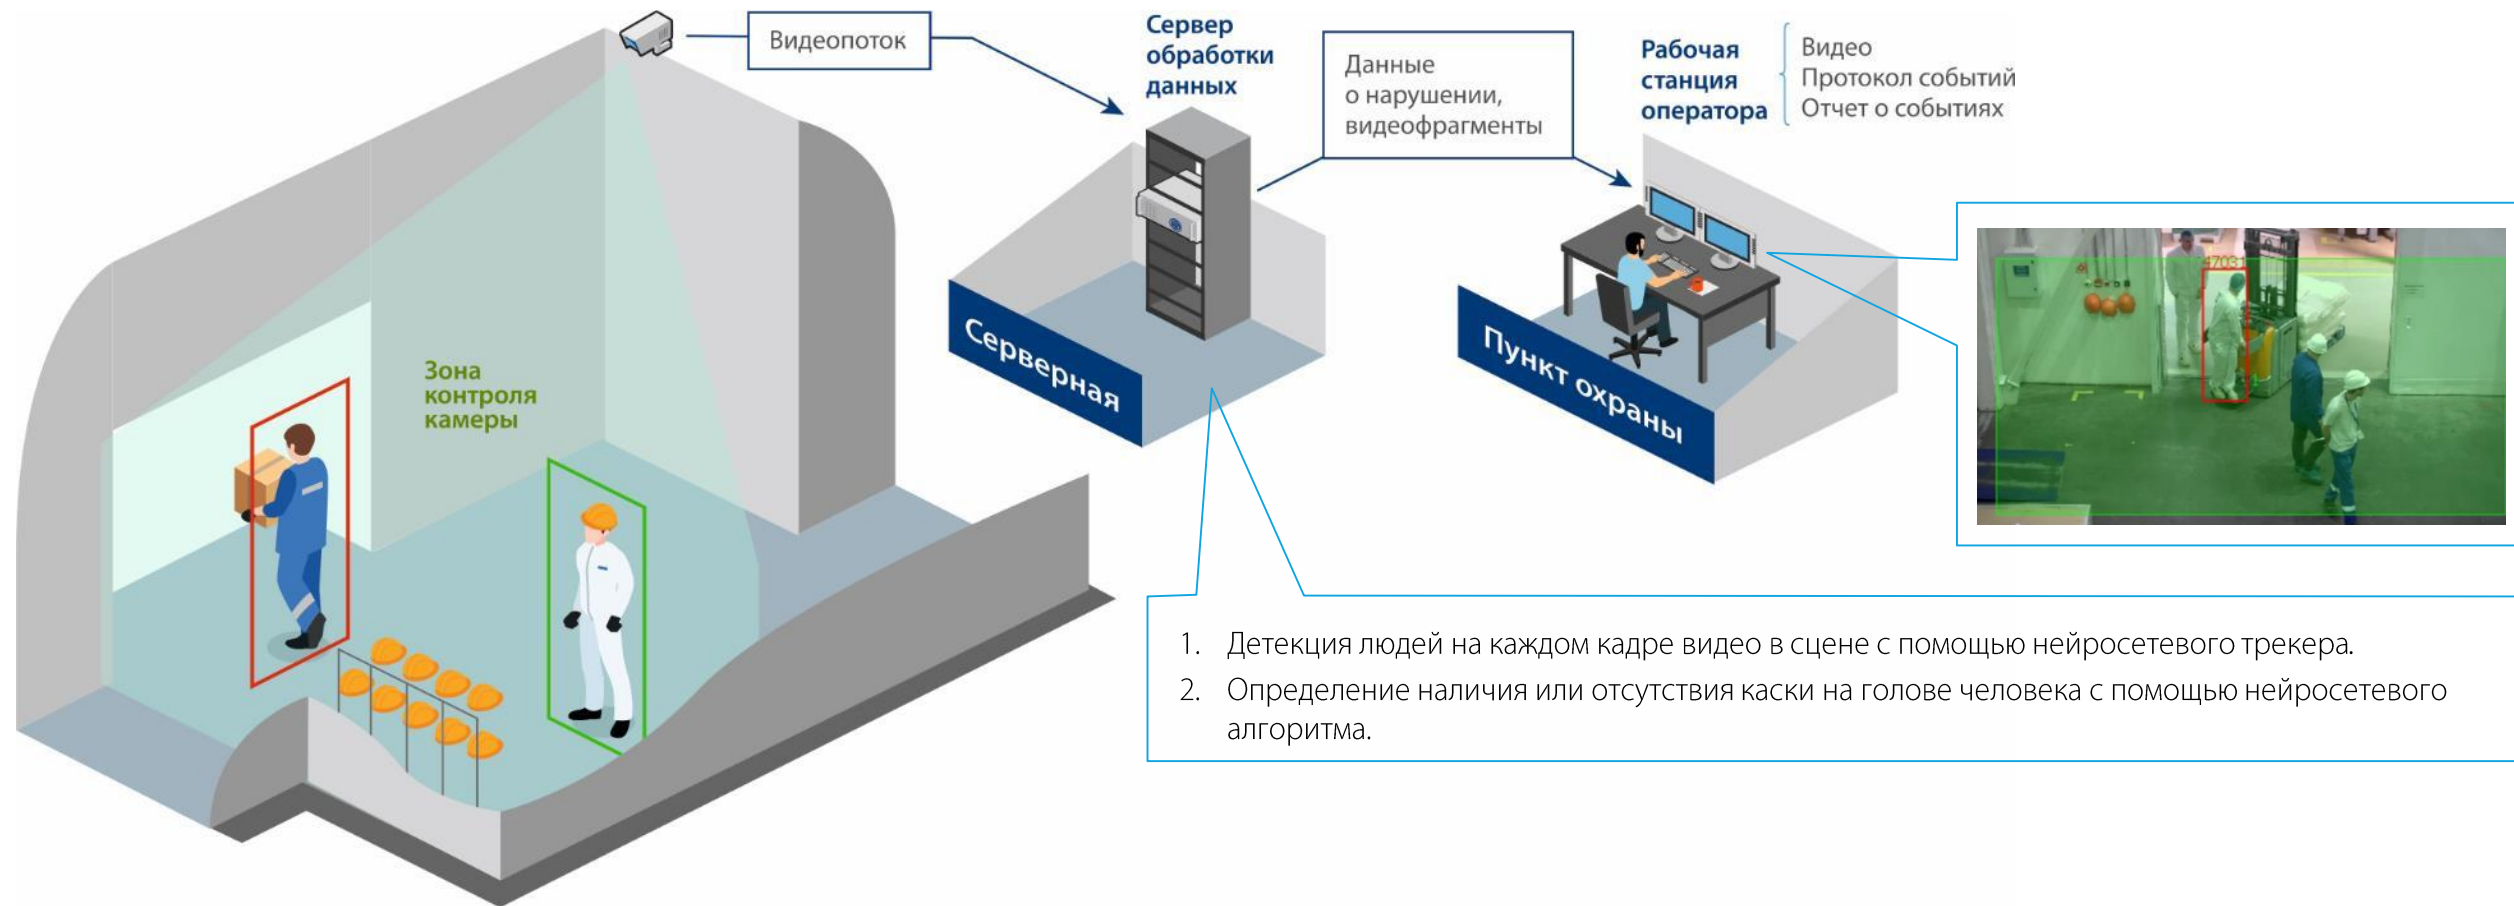 Видеопоток
Сервер
обработки
данных
Данные
о нарушении,
видеофрагменты
Рабочая
станция
оператора
Видео
Протокол событий
Отчет о событиях
Зона
контроля
камеры
Серверная
Пункт охраны
47031
1. Детекция людей на каждом кадре видео в сцене с помощью нейросетевого трекера.
2. Определение наличия или отсутствия каски на голове человека с помощью нейросетевого
алгоритма.